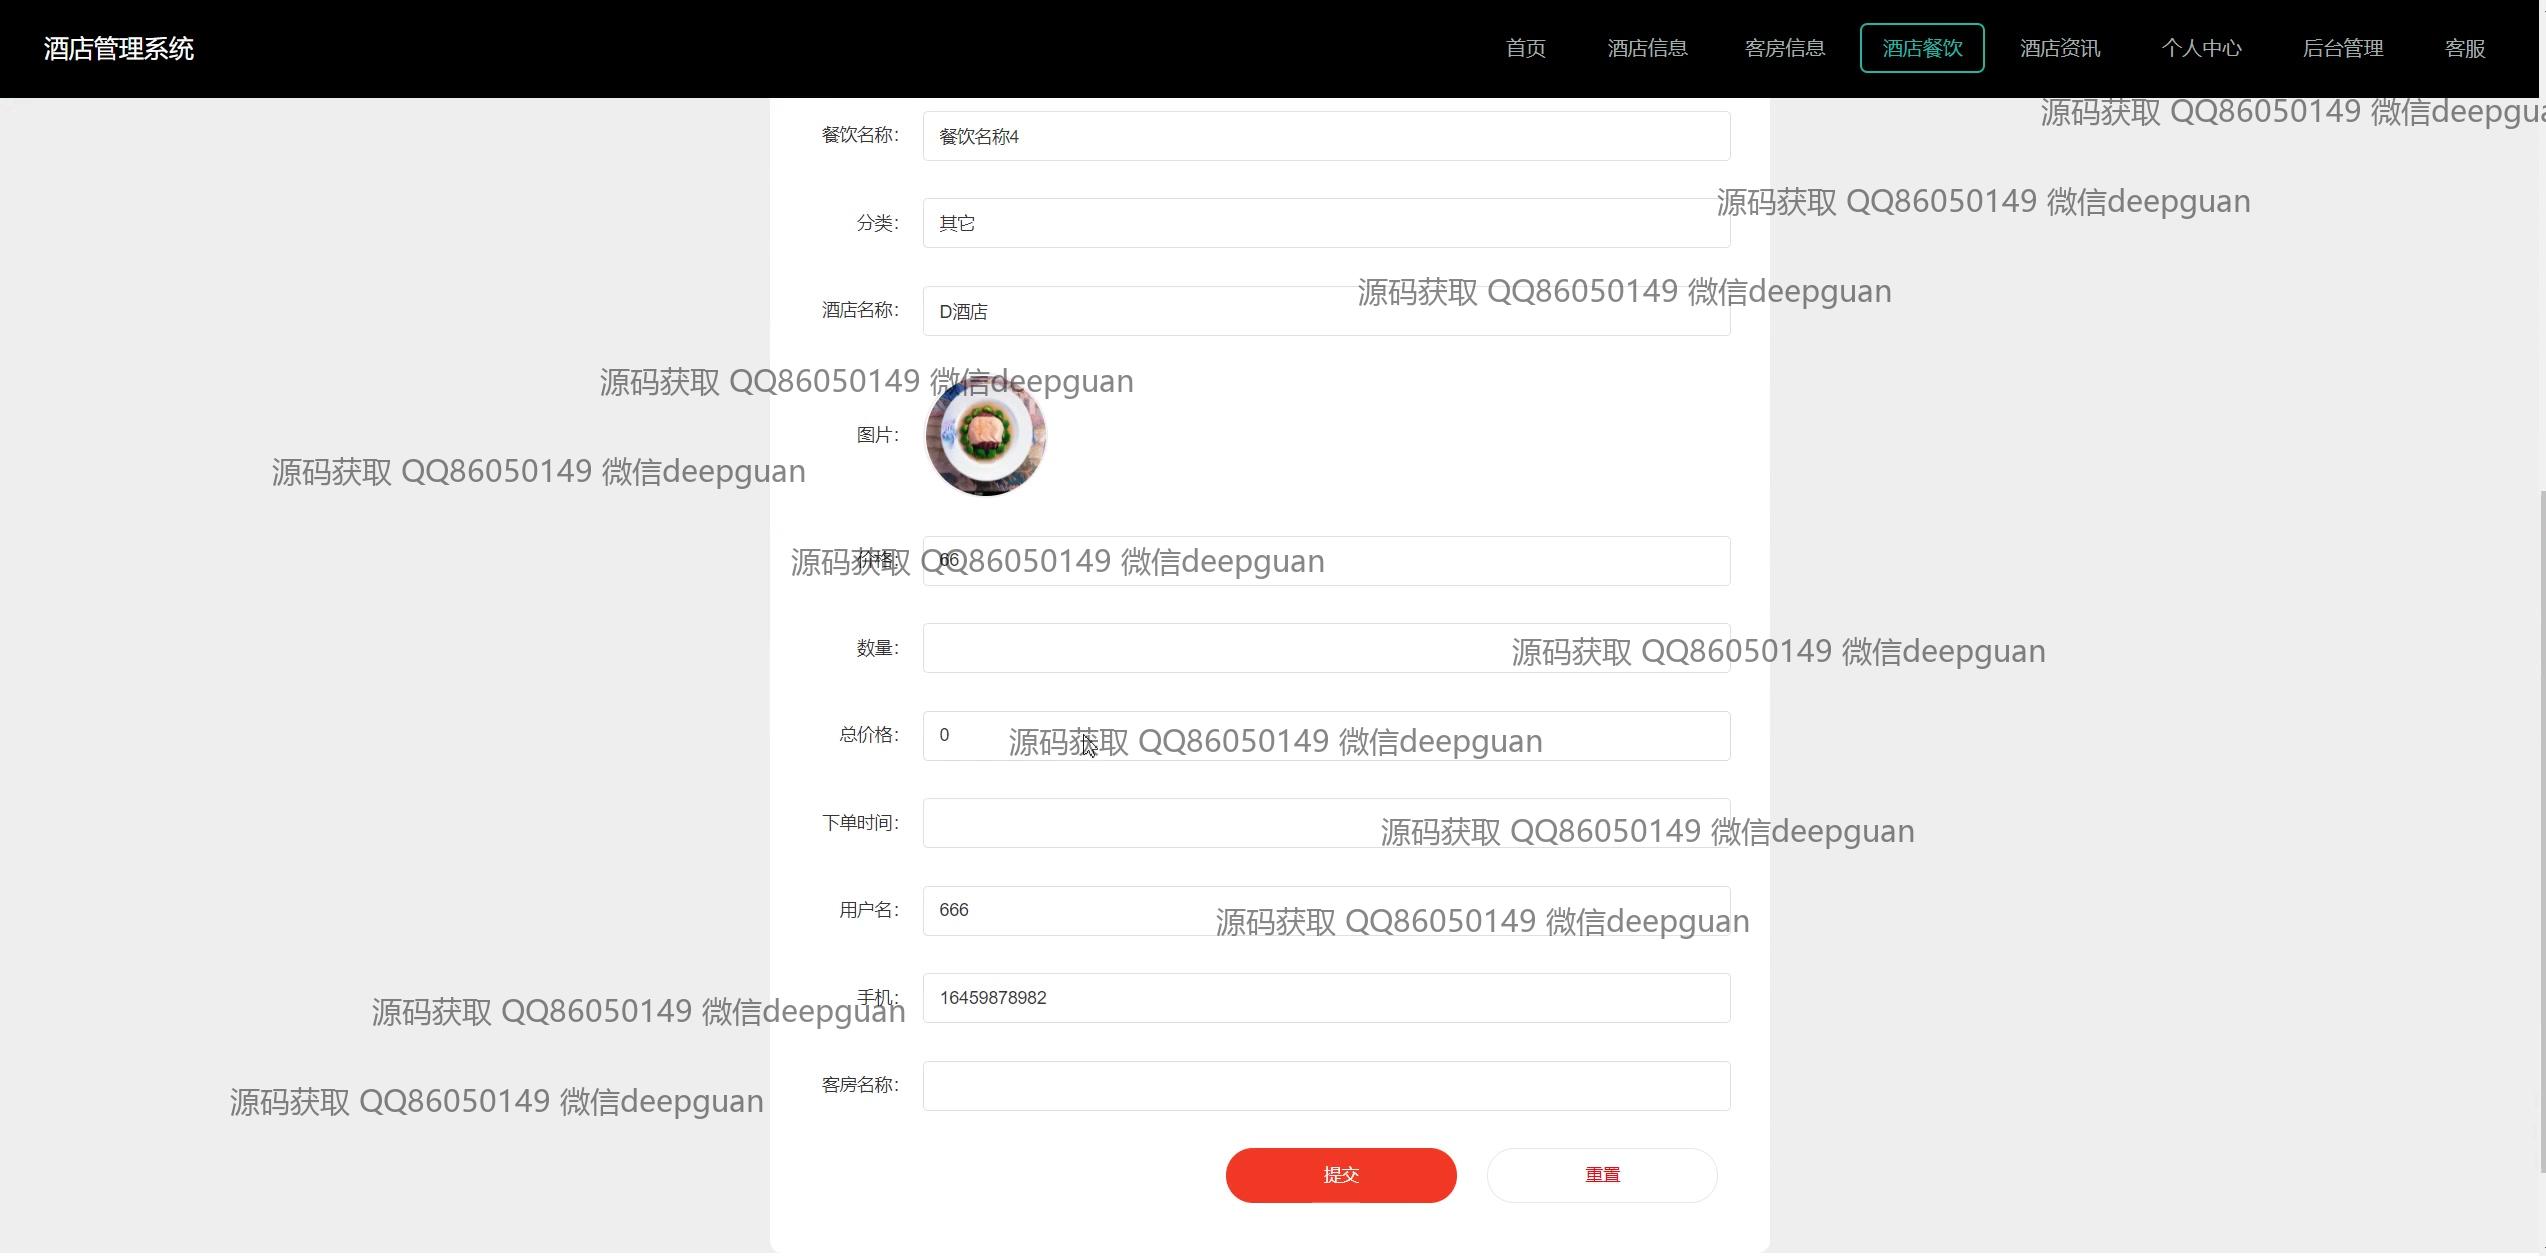 酒店管理系统
首页 酒店信息 客房信息 酒店餐饮 酒店资讯 个人中心 后台管理 客服
源码获取 QQ86050149 微信deepgua
餐饮名称： 餐饮名称4
源码获取 QQ86050149 微信deepguan
分类： 其它
源码获取 QQ86050149 微信deepguan
酒店名称： D酒店
源码获取 QQ86050149 微信deepguan
图片：
源码获取 QQ86050149 微信deepguan
价格： 66
源码获取 QQ86050149 微信deepguan
数量：
源码获取 QQ86050149 微信deepguan
总价格： 0
源码获取 QQ86050149 微信deepguan
下单时间：
源码获取 QQ86050149 微信deepguan
用户名： 666
源码获取 QQ86050149 微信deepguan
手机： 16459878982
源码获取 QQ86050149 微信deepguan
客房名称：
源码获取 QQ86050149 微信deepguan
提交 重置